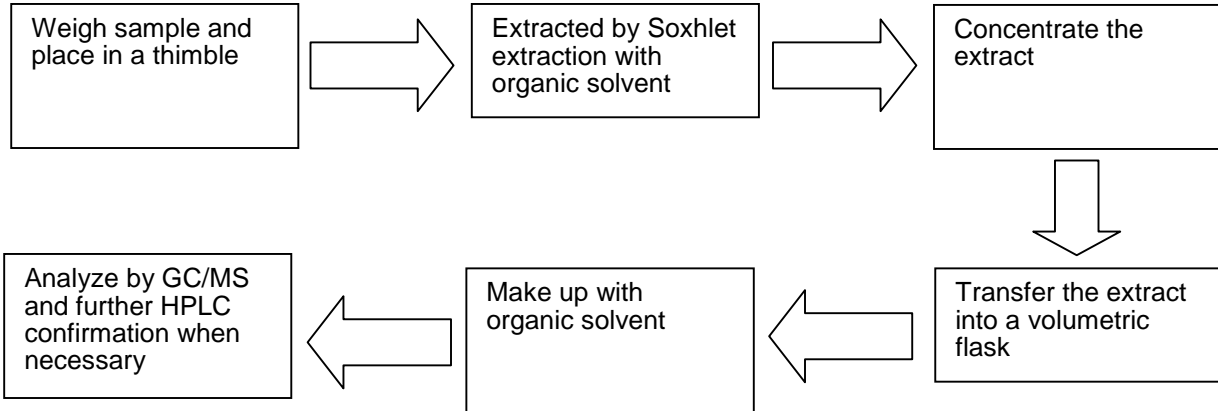 Weigh sample and
place in a thimble
Extracted by Soxhlet
extraction with
organic solvent
Concentrate the
extract
Transfer the extract
into a volumetric
flask
Make up with
organic solvent
Analyze by GC/MS
and further HPLC
confirmation when
necessary